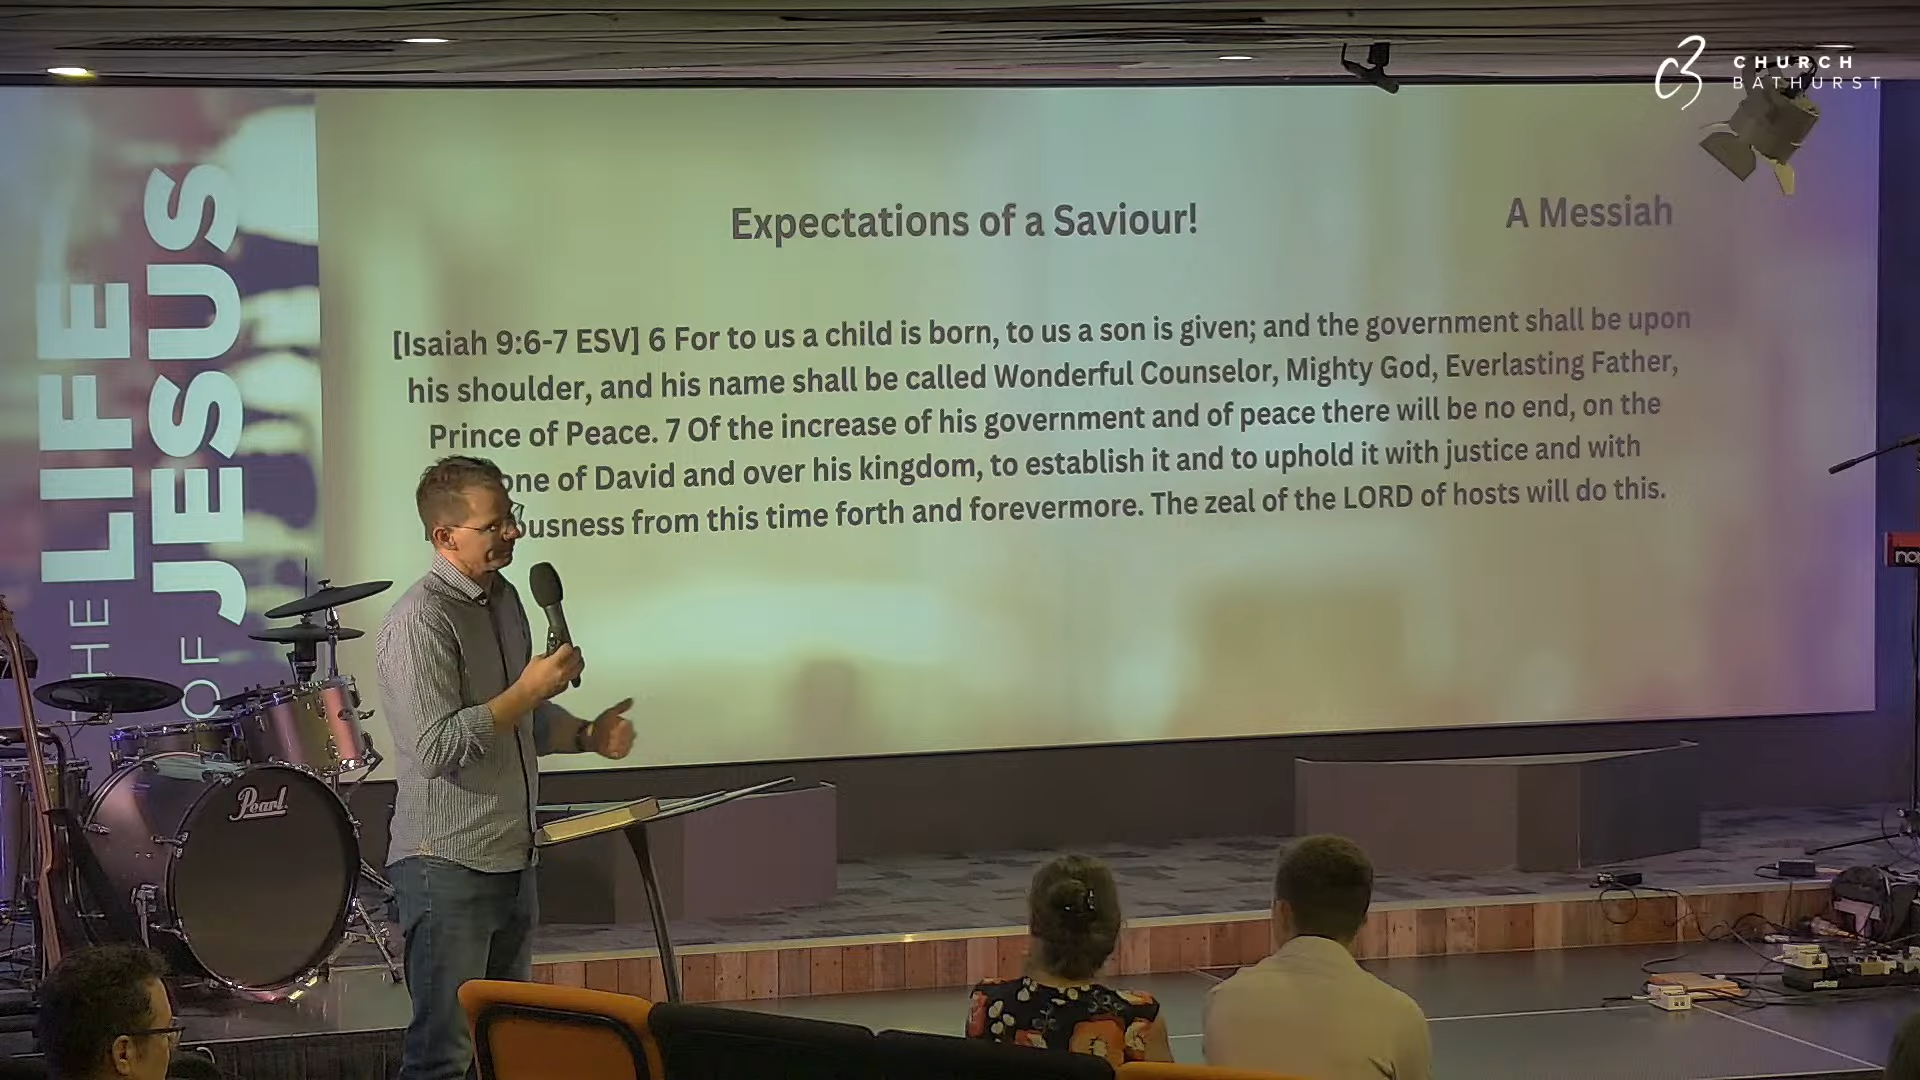 CHURCH
BATHURST
THE LIFE
OF JESUS
Expectations of a Saviour!
A Messiah
[Isaiah 9:6-7 ESV] 6 For to us a child is born, to us a son is given; and the government shall be upon
his shoulder, and his name shall be called Wonderful Counselor, Mighty God, Everlasting Father,
Prince of Peace. 7 Of the increase of his government and of peace there will be no end, on the
of David and over his kingdom, to establish it and to uphold it with justice and with
from this time forth and forevermore. The zeal of the LORD of hosts will do this.
Pearl